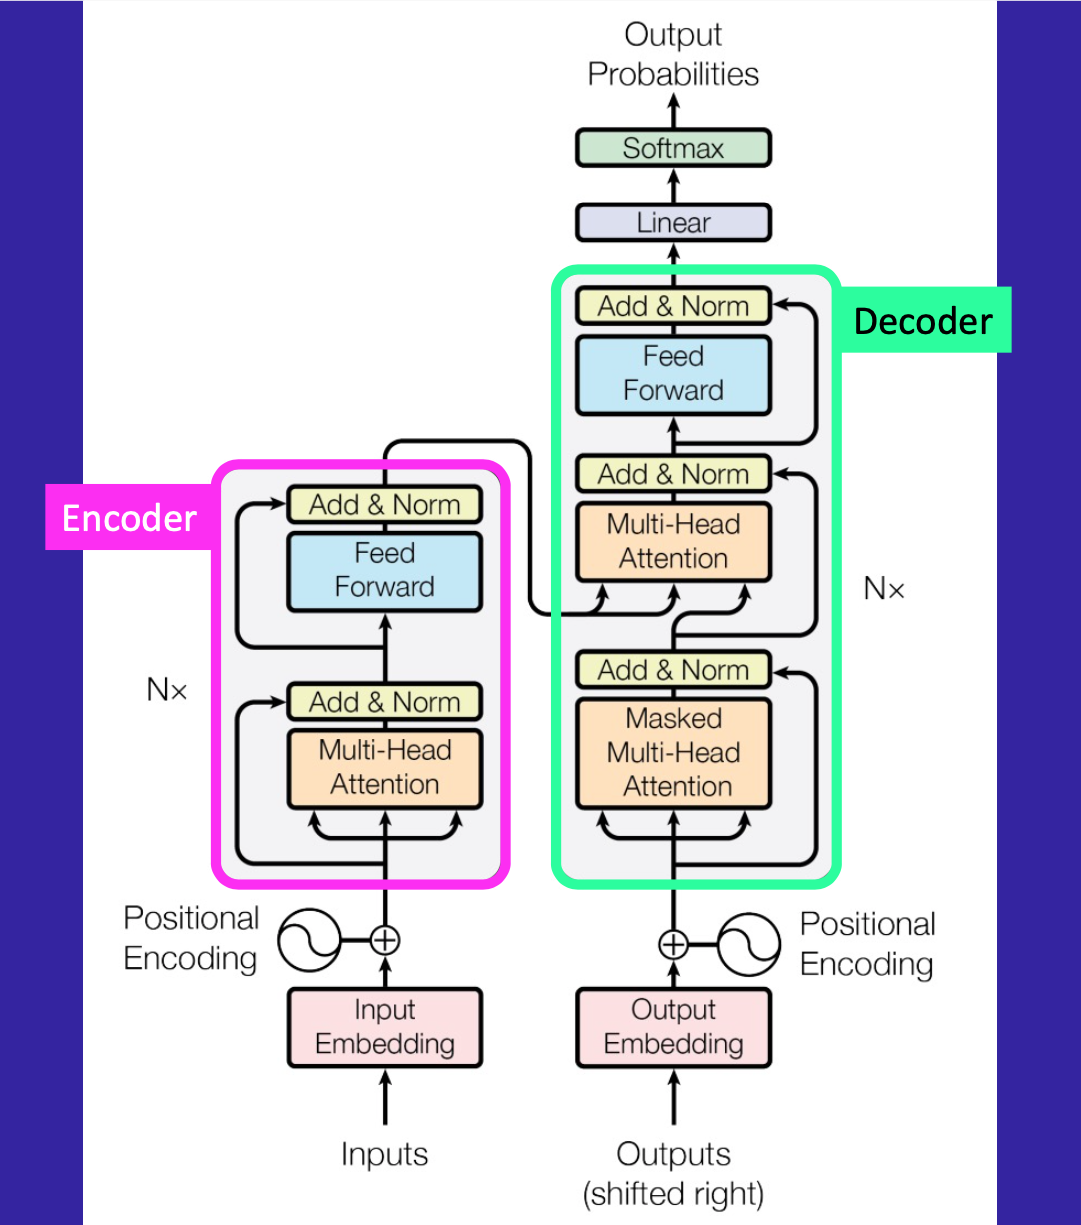 Output
Probabilities
Softmax
Linear
Add & Norm
Feed
Forward
Add & Norm
Multi-Head
Attention
Add & Norm
Masked
Multi-Head
Attention
Decoder
Nx
Encoder
Add & Norm
Feed
Forward
Add & Norm
Multi-Head
Attention
Nx
Positional
Encoding
Input
Embedding
Inputs
Positional
Encoding
Output
Embedding
Outputs
(shifted right)